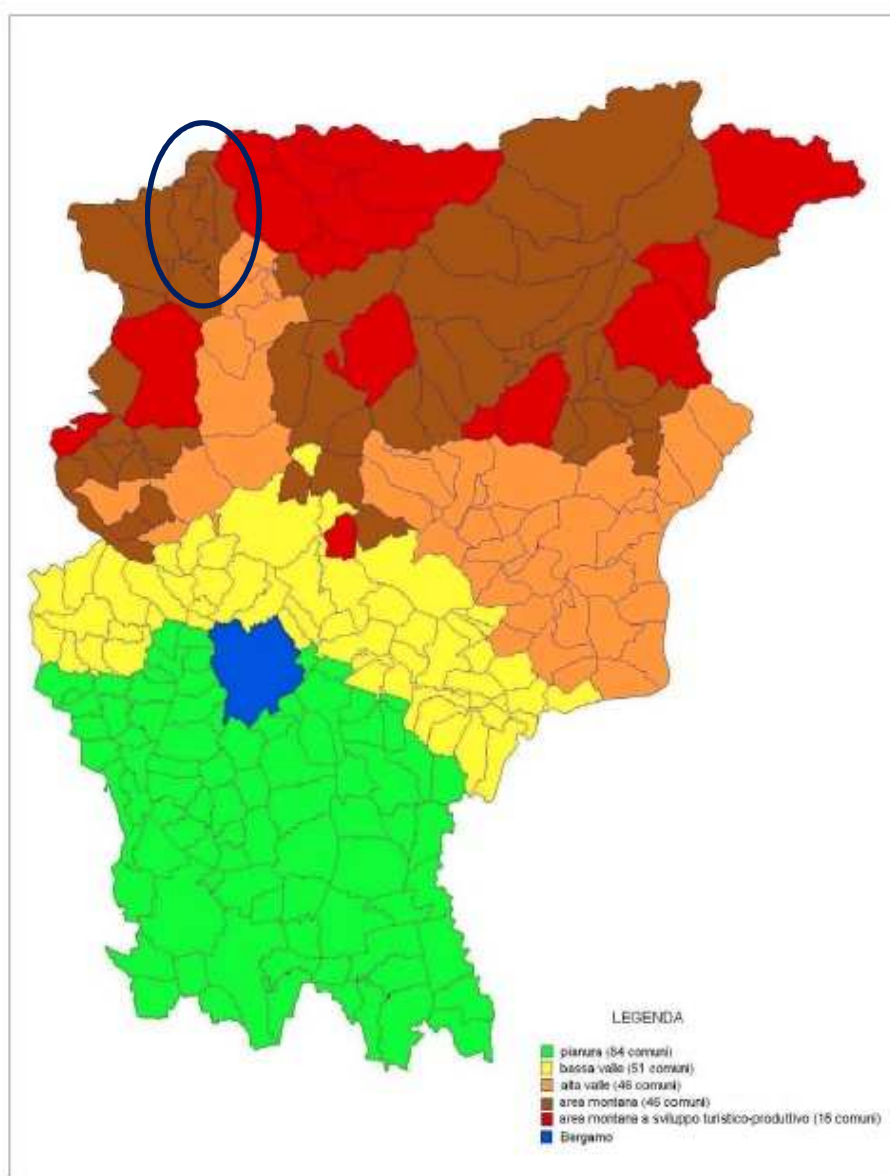 LEGENDA
pianura (84 comuni)
bassa valle (51 comuni)
alta valle (46 comuni)
area montana (46 comuni)
area montana a sviluppo turistico-produttivo (16 comuni)
Bergamo